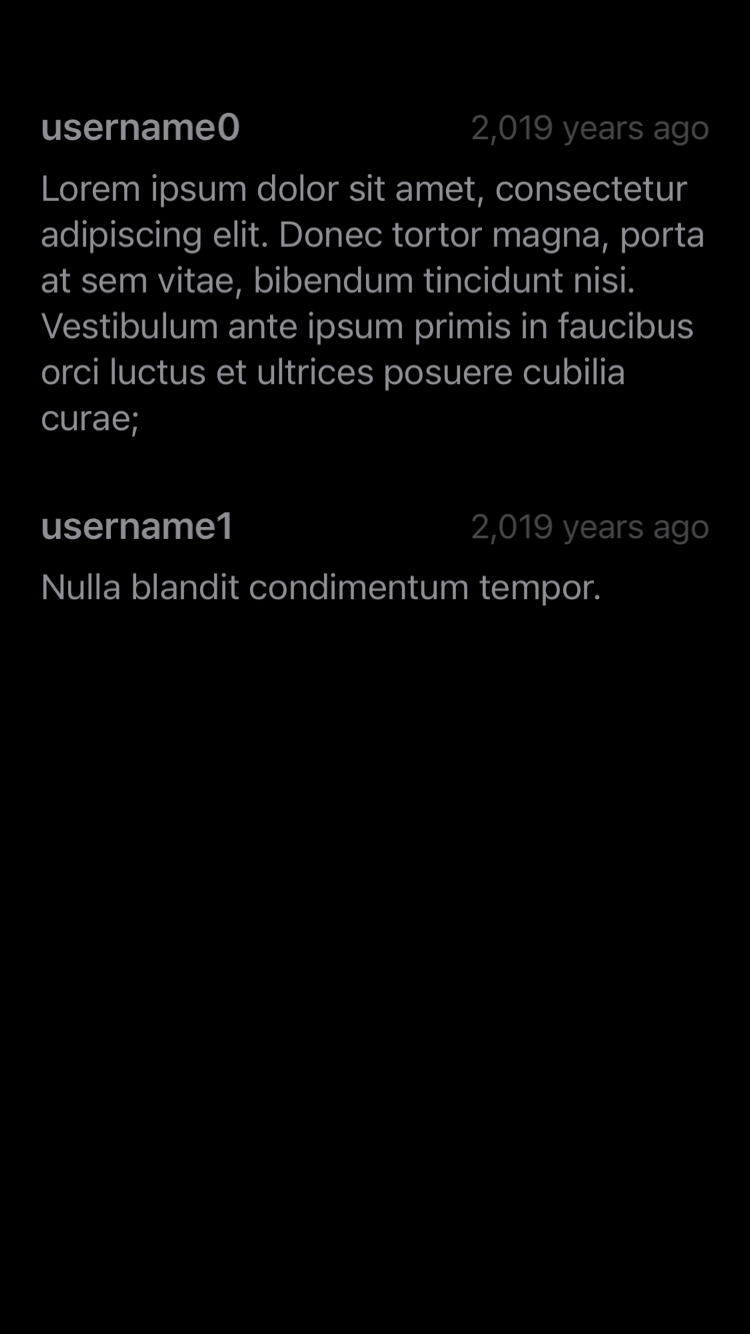 username0 2,019 years ago
Lorem ipsum dolor sit amet, consectetur
adipiscing elit. Donec tortor magna, porta
at sem vitae, bibendum tincidunt nisi.
Vestibulum ante ipsum primis in faucibus
orci luctus et ultrices posuere cubilia
curae;
username1 2,019 years ago
Nulla blandit condimentum tempor.